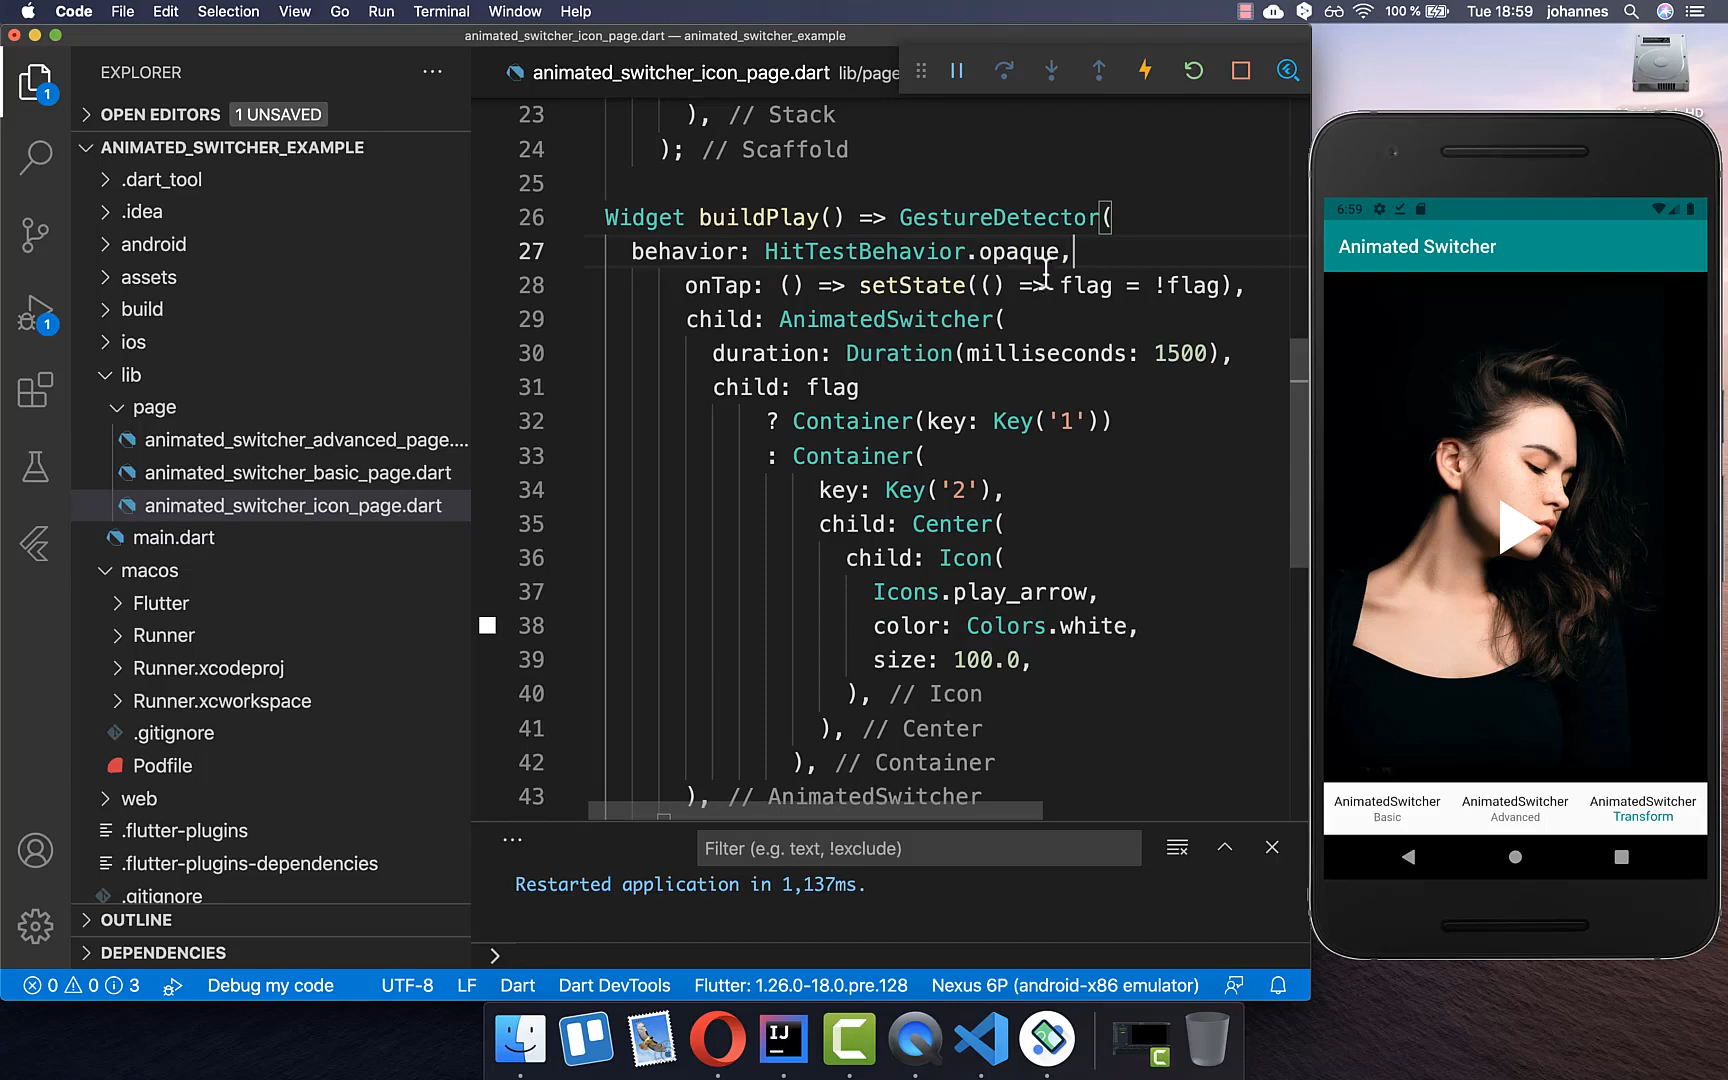 Code File Edit Selection View Go Run Terminal Window Help
100 % Tue 18:59 johannes
animated_switcher_icon_page.dart — animated_switcher_example
EXPLORER
OPEN EDITORS 1 UNSAVED
ANIMATED_SWITCHER_EXAMPLE
.dart_tool
.idea
android
assets
build
ios
lib
page
animated_switcher_advanced_page....
animated_switcher_basic_page.dart
animated_switcher_icon_page.dart
main.dart
macos
Flutter
Runner
Runner.xcodeproj
Runner.xcworkspace
.gitignore
Podfile
web
.flutter-plugins
.flutter-plugins-dependencies
.gitignore
OUTLINE
DEPENDENCIES
1
1
animated_switcher_icon_page.dart lib/page
23 ), // Stack
24 ); // Scaffold
25
26 Widget buildPlay() => GestureDetector(
27 behavior: HitTestBehavior.opaque,
28 onTap: () => setState(() => flag = !flag),
29 child: AnimatedSwitcher(
30 duration: Duration(milliseconds: 1500),
31 child: flag
32 ? Container(key: Key('1'))
33 : Container(
34 key: Key('2'),
35 child: Center(
36 child: Icon(
37 Icons.play_arrow,
38 color: Colors.white,
39 size: 100.0,
40 ), // Icon
41 ), // Center
42 ), // Container
43 ), // AnimatedSwitcher
... Filter (e.g. text, !exclude)
Restarted application in 1,137ms.
>
0 0 3 Debug my code UTF-8 LF Dart Dart DevTools Flutter: 1.26.0-18.0.pre.128 Nexus 6P (android-x86 emulator)
6:59
Animated Switcher
AnimatedSwitcher AnimatedSwitcher AnimatedSwitcher
Basic Advanced Transform
IJ